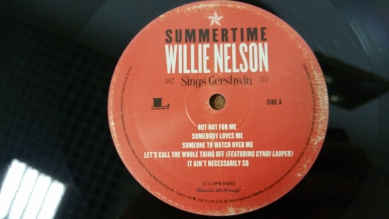 SUMMERTIME
WILLIE NELSON
Sings Gershwin
LEGACY
SIDE A
BUT NOT FOR ME
SOMEBODY LOVES ME
SOMEONE TO WATCH OVER ME
LET'S CALL THE WHOLE THING OFF (FEATURING CYNDI LAUPER)
IT AIN'T NECESSARILY SO